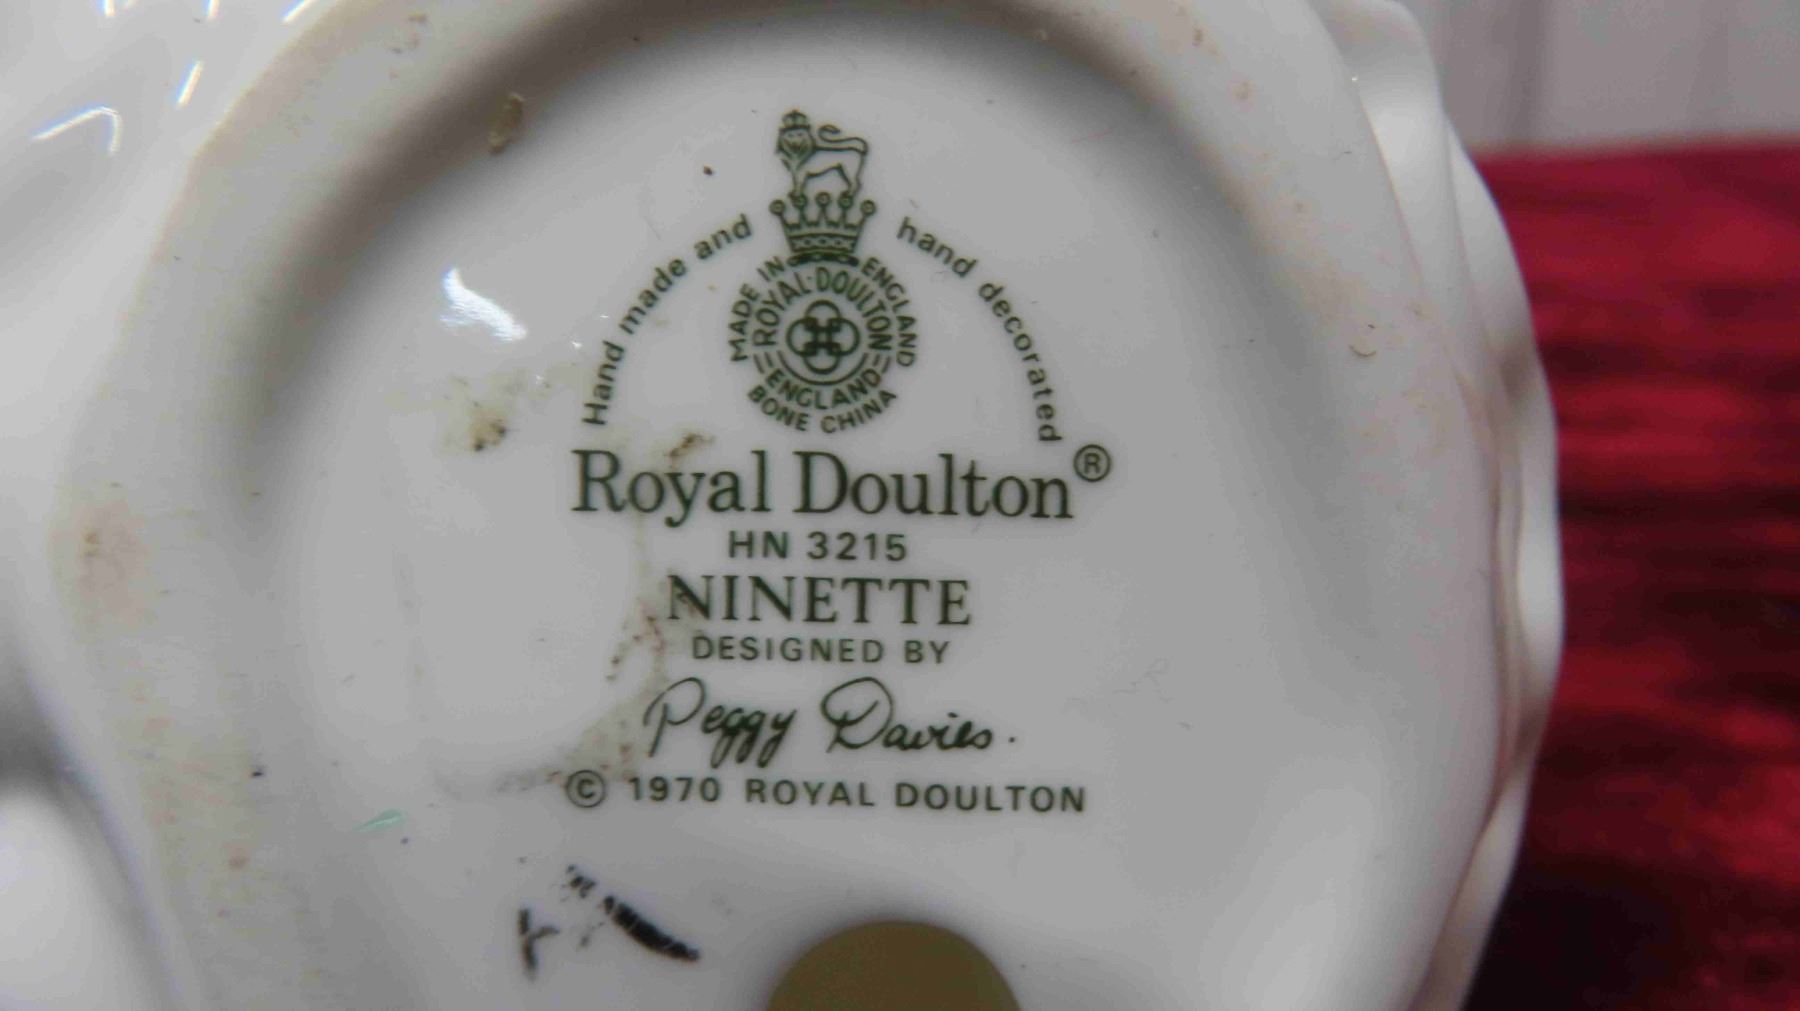 Hand made and hand decorated
MADE IN ENGLAND
ROYAL·DOULTON
ENGLAND
BONE CHINA
Royal Doulton®
HN 3215
NINETTE
DESIGNED BY
Peggy Davies.
© 1970 ROYAL DOULTON